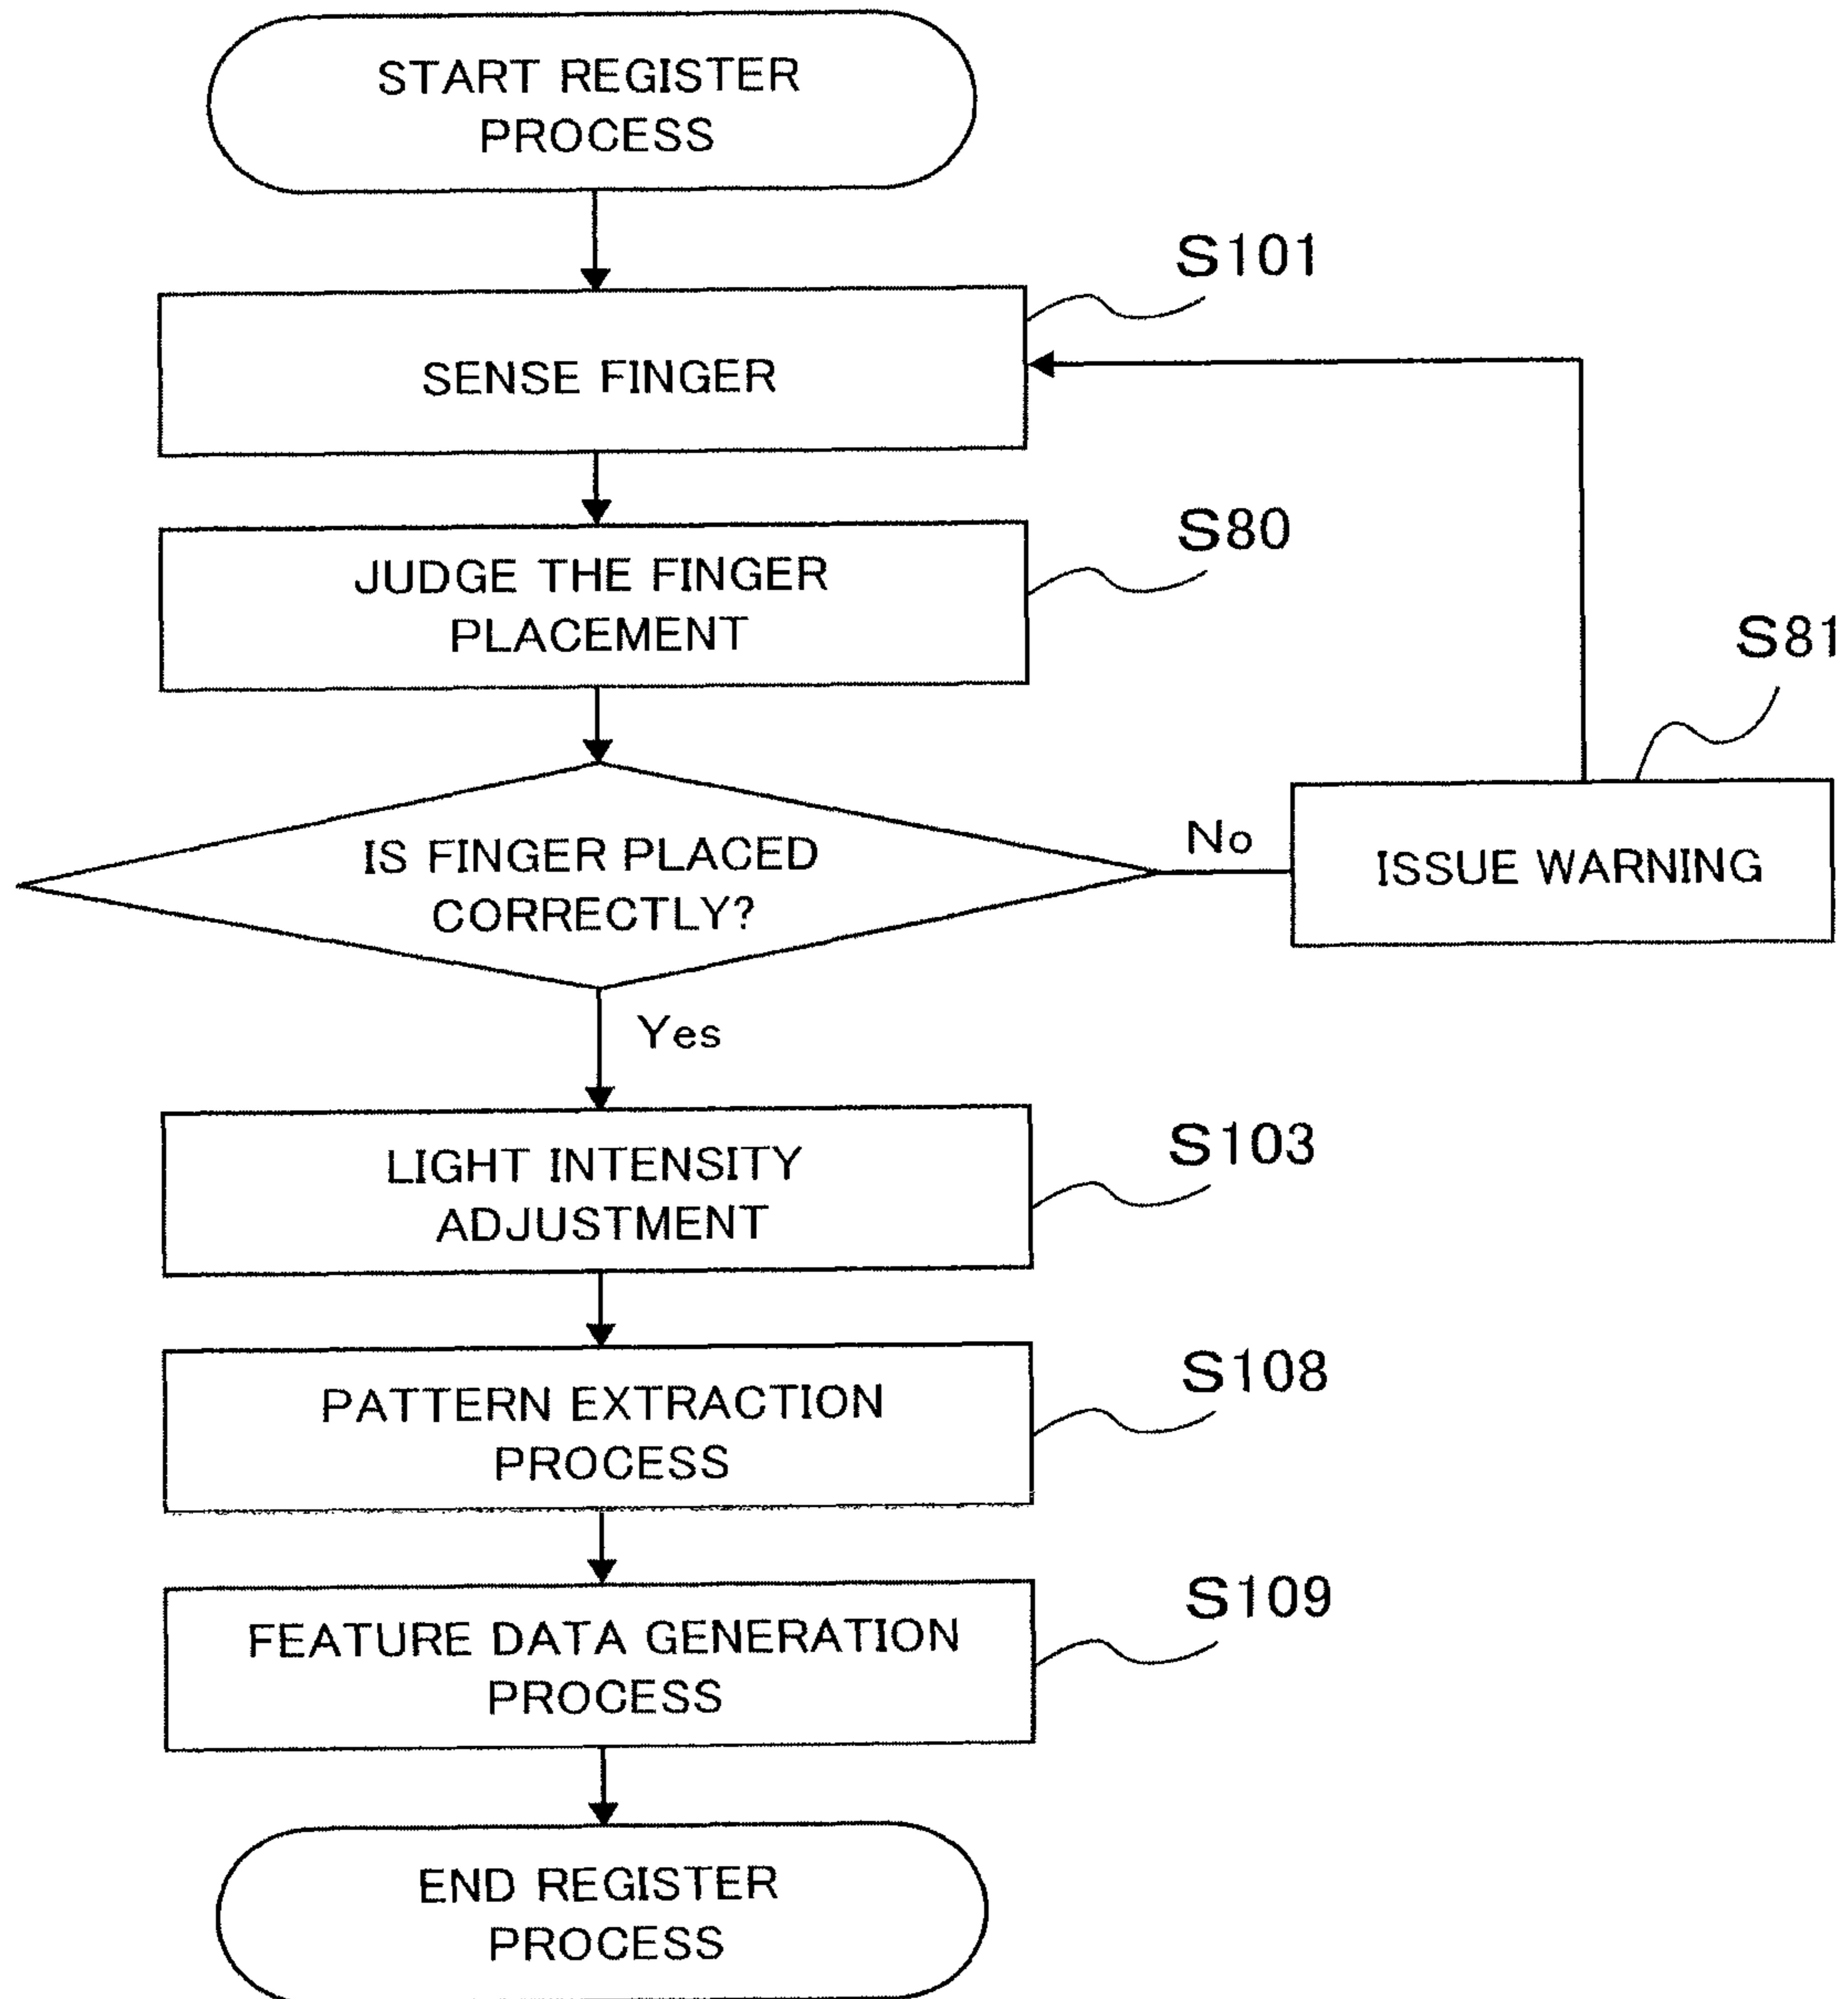 START REGISTER
PROCESS
S101
SENSE FINGER
S80
JUDGE THE FINGER
PLACEMENT
S81
IS FINGER PLACED
CORRECTLY?
No
ISSUE WARNING
Yes
S103
LIGHT INTENSITY
ADJUSTMENT
S108
PATTERN EXTRACTION
PROCESS
S109
FEATURE DATA GENERATION
PROCESS
END REGISTER
PROCESS